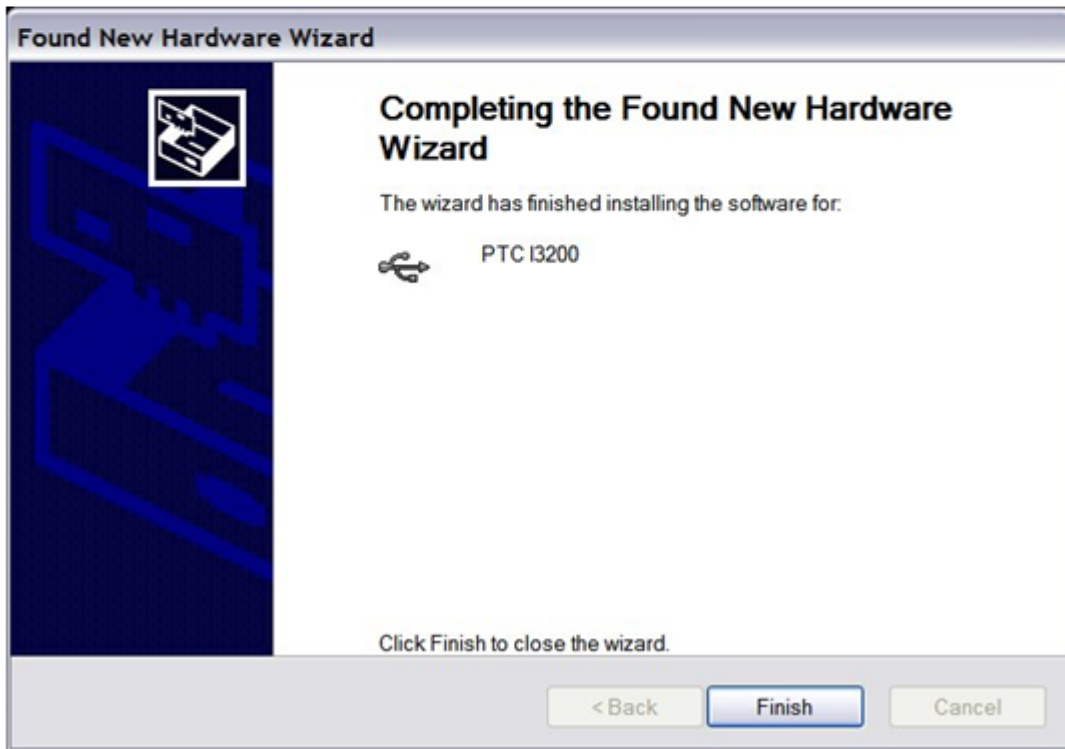 Found New Hardware Wizard
Completing the Found New Hardware
Wizard
The wizard has finished installing the software for:
PTC I3200
Click Finish to close the wizard.
< Back
Finish
Cancel